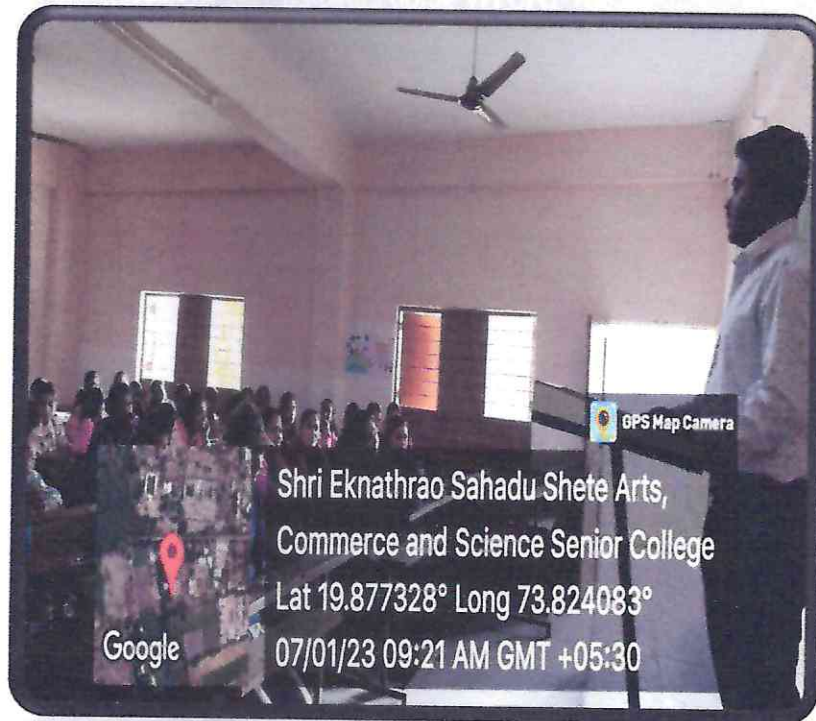 GPS Map Camera
Shri Eknathrao Sahadu Shete Arts,
Commerce and Science Senior College
Lat 19.877328° Long 73.824083°
07/01/23 09:21 AM GMT +05:30
Google